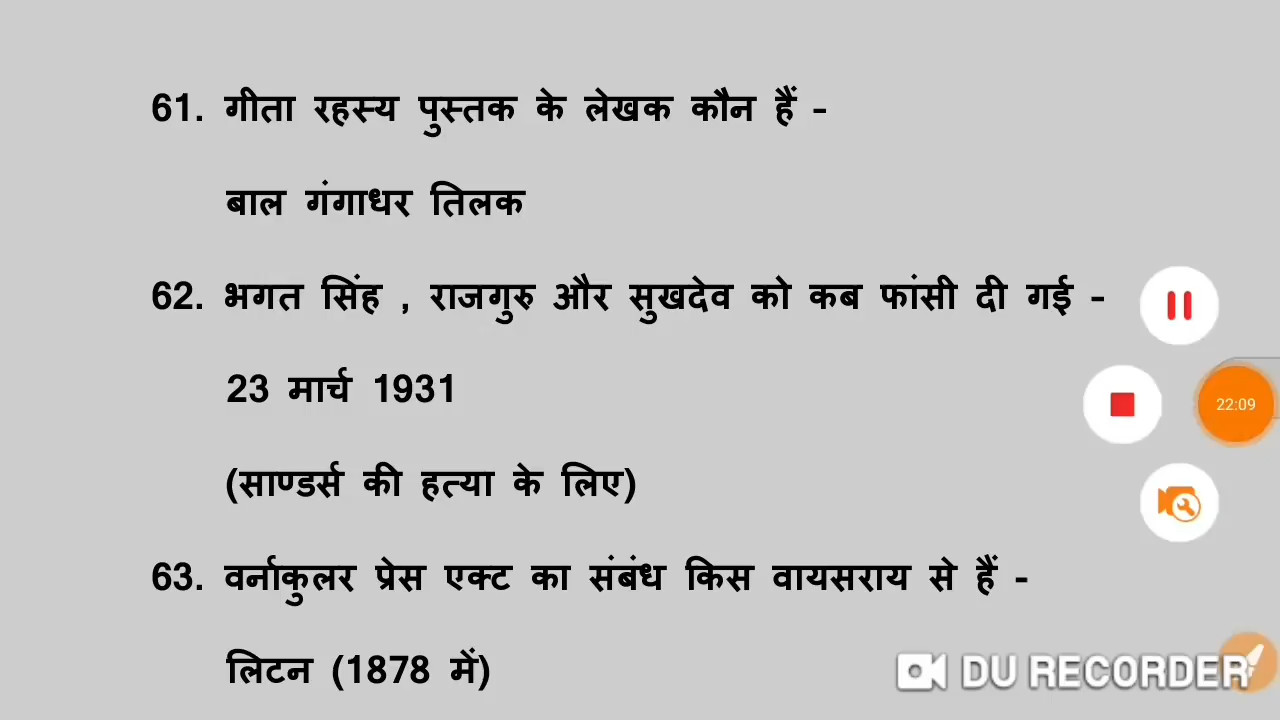 61. गीता रहस्य पुस्तक के लेखक कौन हैं -
बाल गंगाधर तिलक
62. भगत सिंह , राजगुरु और सुखदेव को कब फांसी दी गई -
23 मार्च 1931
22:09
(साण्डर्स की हत्या के लिए)
63. वर्नाकुलर प्रेस एक्ट का संबंध किस वायसराय से हैं -
लिटन (1878 में)
DU RECORDER